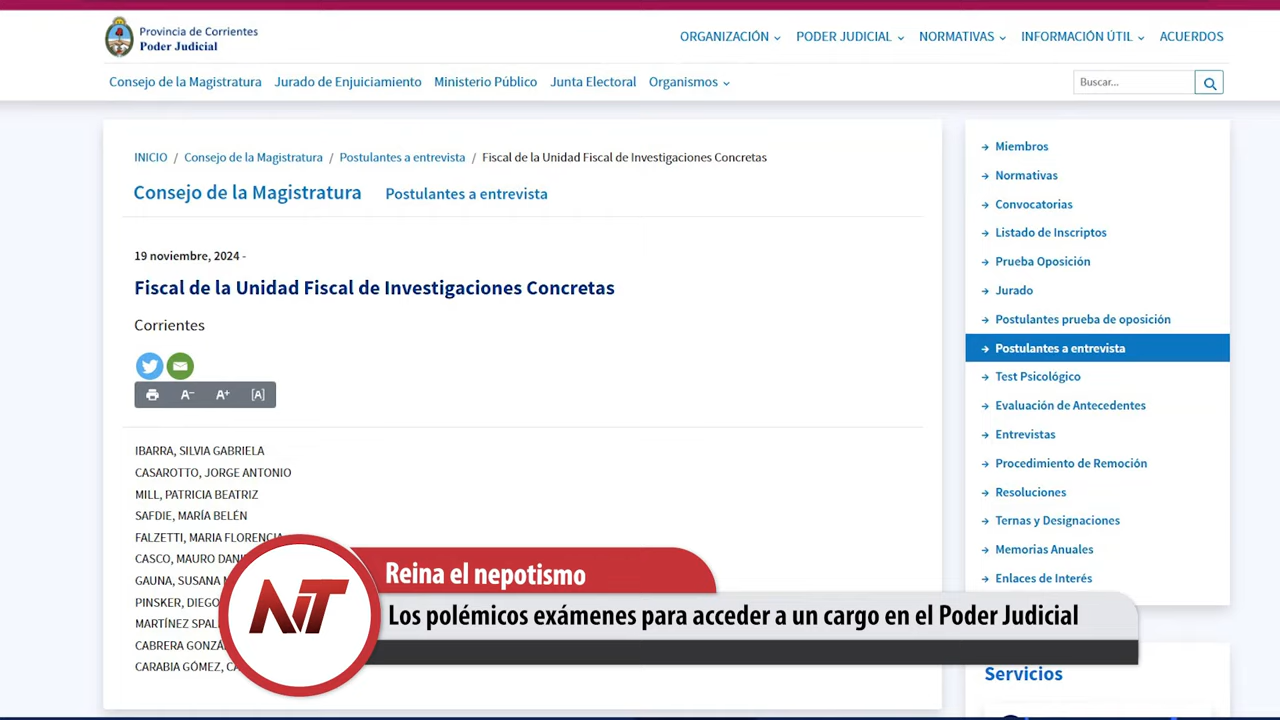 Provincia de Corrientes
Poder Judicial
ORGANIZACIÓN PODER JUDICIAL NORMATIVAS INFORMACIÓN ÚTIL ACUERDOS
Consejo de la Magistratura Jurado de Enjuiciamiento Ministerio Público Junta Electoral Organismos
Buscar...
INICIO / Consejo de la Magistratura / Postulantes a entrevista / Fiscal de la Unidad Fiscal de Investigaciones Concretas
Consejo de la Magistratura Postulantes a entrevista
19 noviembre, 2024 -
Fiscal de la Unidad Fiscal de Investigaciones Concretas
Corrientes
A- A+ [A]
IBARRA, SILVIA GABRIELA
CASAROTTO, JORGE ANTONIO
MILL, PATRICIA BEATRIZ
SAFDIE, MARÍA BELÉN
FALZETTI, MARIA FLORENCIA
CASCO, MAURO
GAUNA, SUSANA
PINSKER, DIEGO
MARTÍNEZ
CABRERA
CARABIA GÓMEZ,
Miembros
Normativas
Convocatorias
Listado de Inscriptos
Prueba Oposición
Jurado
Postulantes prueba de oposición
Postulantes a entrevista
Test Psicológico
Evaluación de Antecedentes
Entrevistas
Procedimiento de Remoción
Resoluciones
Ternas y Designaciones
Memorias Anuales
Enlaces de Interés
Servicios
NT
Reina el nepotismo
Los polémicos exámenes para acceder a un cargo en el Poder Judicial